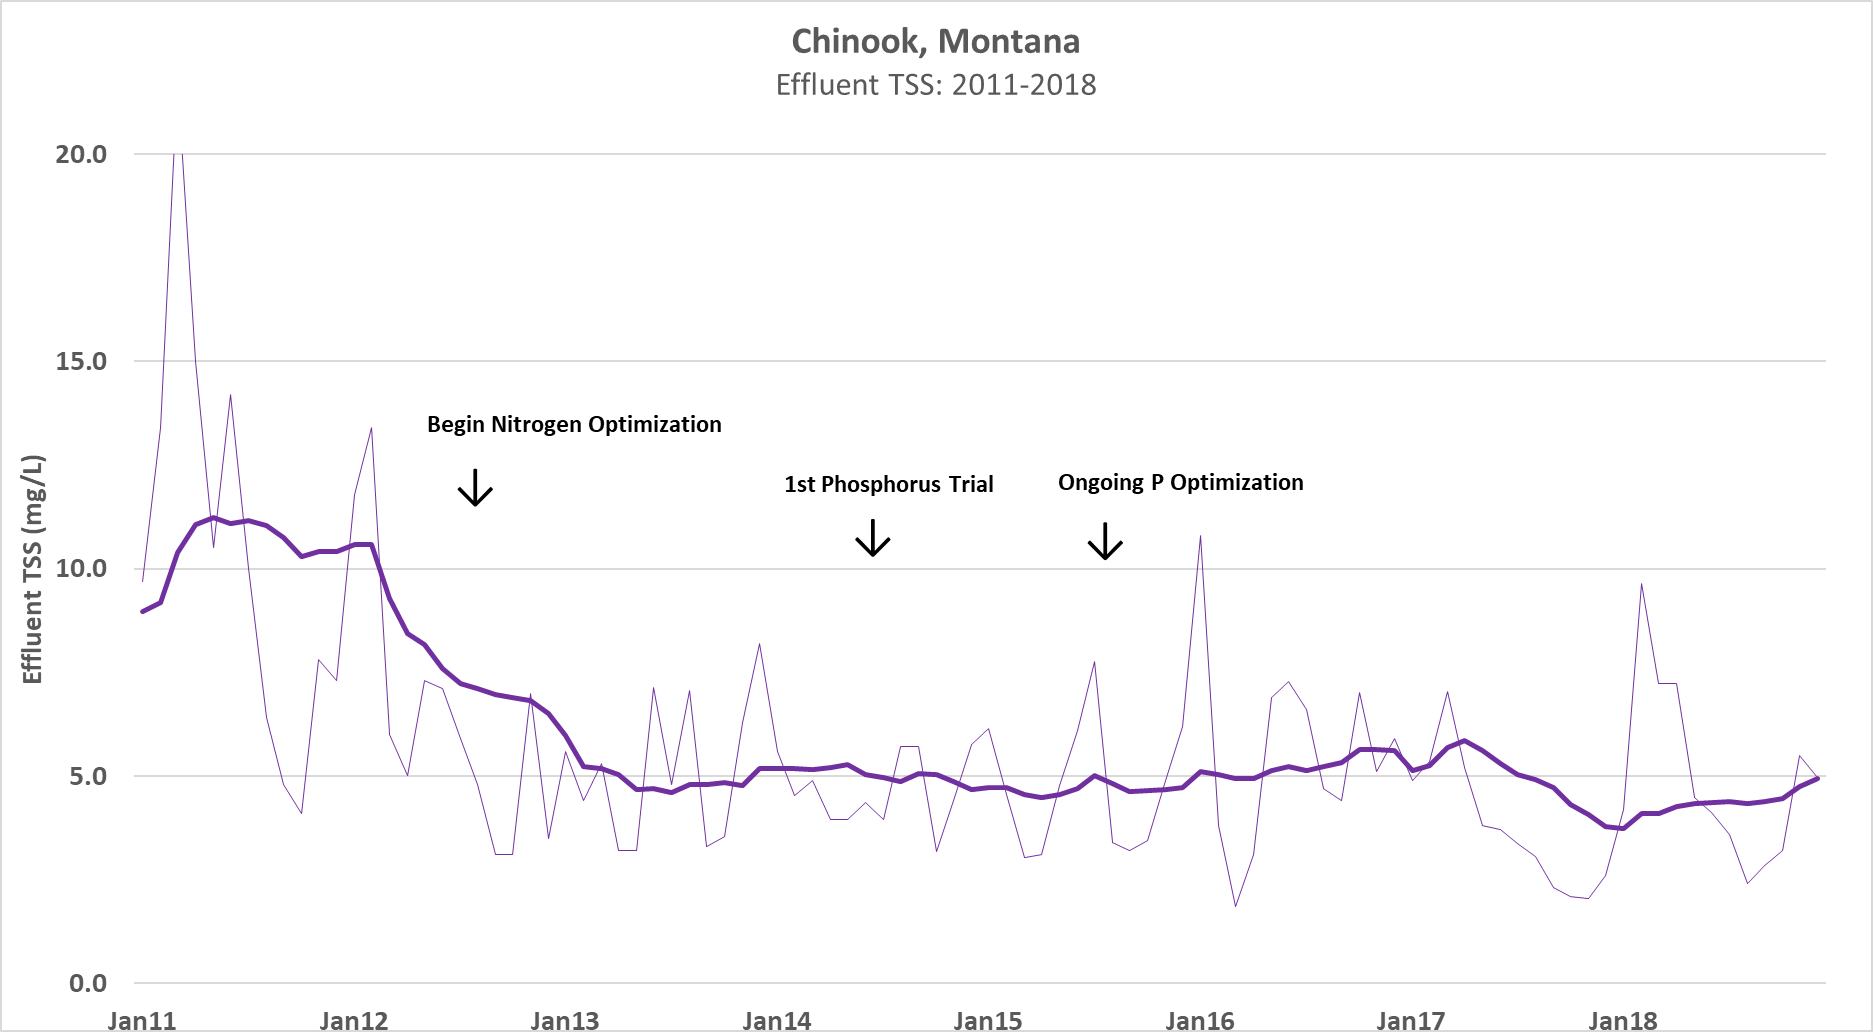 Chinook, Montana
Effluent TSS: 2011-2018
Effluent TSS (mg/L)
20.0
15.0
10.0
5.0
0.0
Begin Nitrogen Optimization
1st Phosphorus Trial
Ongoing P Optimization
Jan11
Jan12
Jan13
Jan14
Jan15
Jan16
Jan17
Jan18